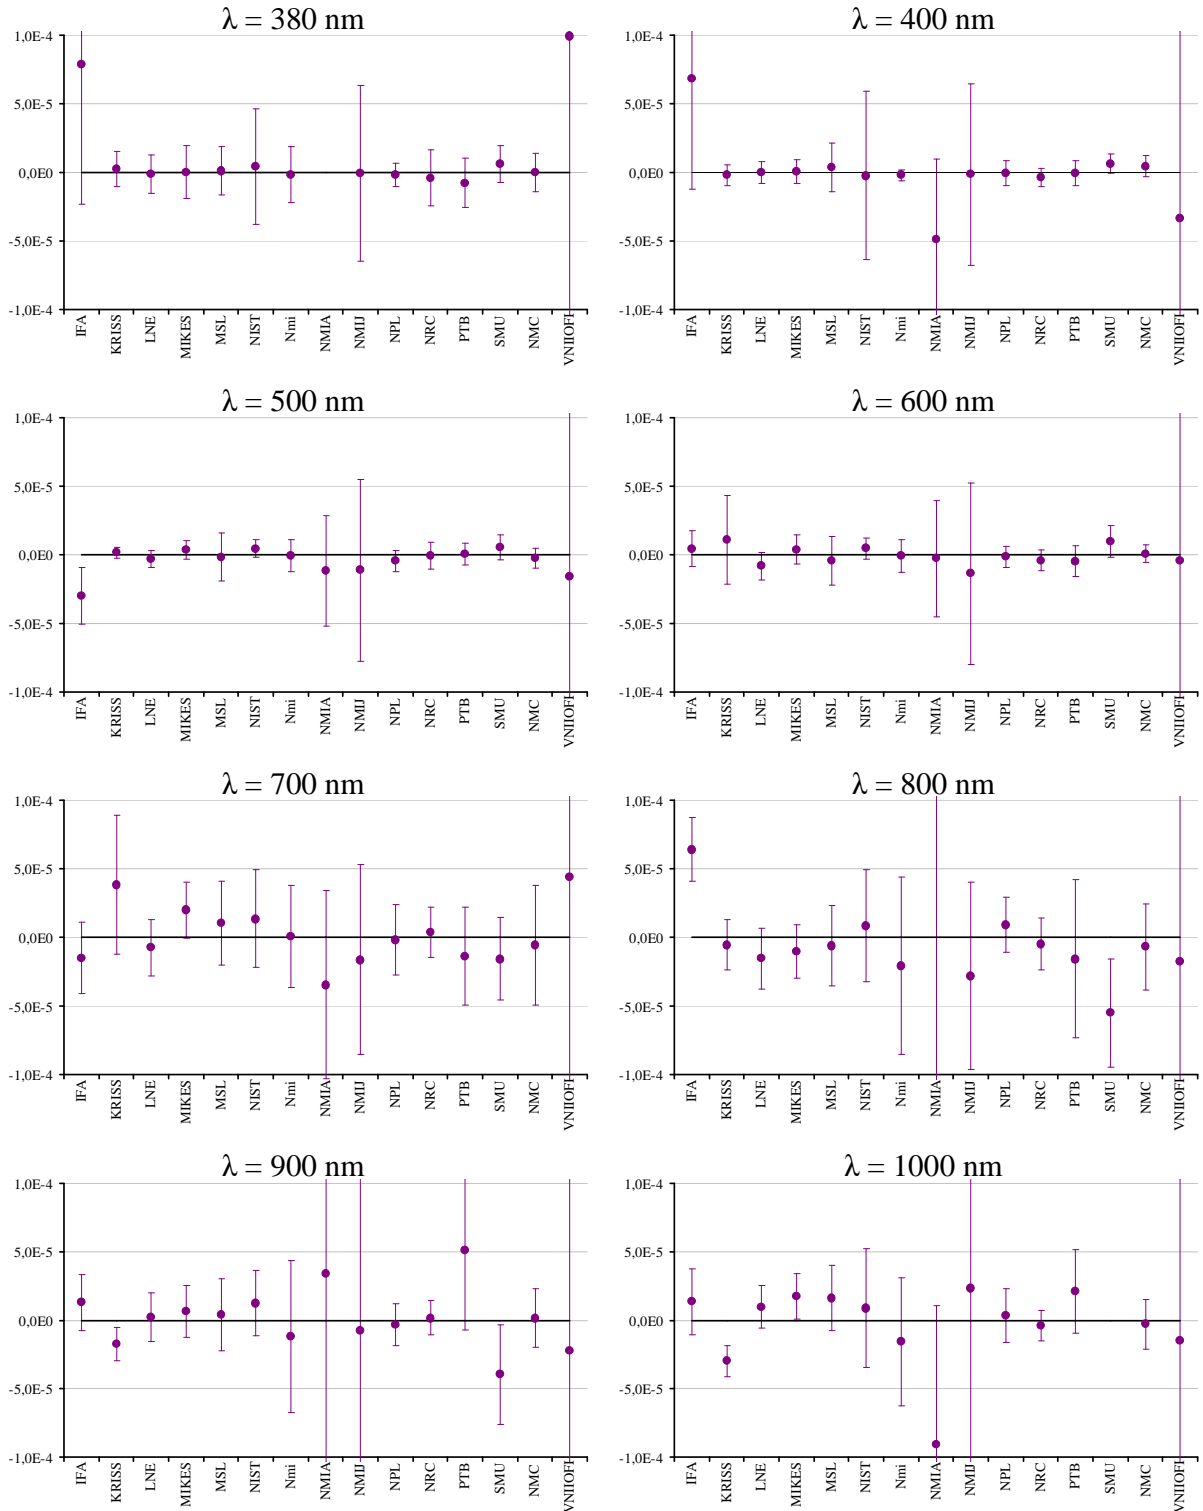 λ = 380 nm
1,0E-4
5,0E-5
0,0E0
-5,0E-5
-1,0E-4
IFA
KRISS
LNE
MIKES
MSL
NIST
Nmi
NMIA
NMIJ
NPL
NRC
PTB
SMU
NMC
VNIIOFI
λ = 400 nm
1,0E-4
5,0E-5
0,0E0
-5,0E-5
-1,0E-4
IFA
KRISS
LNE
MIKES
MSL
NIST
Nmi
NMIA
NMIJ
NPL
NRC
PTB
SMU
NMC
VNIIOFI
λ = 500 nm
1,0E-4
5,0E-5
0,0E0
-5,0E-5
-1,0E-4
IFA
KRISS
LNE
MIKES
MSL
NIST
Nmi
NMIA
NMIJ
NPL
NRC
PTB
SMU
NMC
VNIIOFI
λ = 600 nm
1,0E-4
5,0E-5
0,0E0
-5,0E-5
-1,0E-4
IFA
KRISS
LNE
MIKES
MSL
NIST
Nmi
NMIA
NMIJ
NPL
NRC
PTB
SMU
NMC
VNIIOFI
λ = 700 nm
1,0E-4
5,0E-5
0,0E0
-5,0E-5
-1,0E-4
IFA
KRISS
LNE
MIKES
MSL
NIST
Nmi
NMIA
NMIJ
NPL
NRC
PTB
SMU
NMC
VNIIOFI
λ = 800 nm
1,0E-4
5,0E-5
0,0E0
-5,0E-5
-1,0E-4
IFA
KRISS
LNE
MIKES
MSL
NIST
Nmi
NMIA
NMIJ
NPL
NRC
PTB
SMU
NMC
VNIIOFI
λ = 900 nm
1,0E-4
5,0E-5
0,0E0
-5,0E-5
-1,0E-4
IFA
KRISS
LNE
MIKES
MSL
NIST
Nmi
NMIA
NMIJ
NPL
NRC
PTB
SMU
NMC
VNIIOFI
λ = 1000 nm
1,0E-4
5,0E-5
0,0E0
-5,0E-5
-1,0E-4
IFA
KRISS
LNE
MIKES
MSL
NIST
Nmi
NMIA
NMIJ
NPL
NRC
PTB
SMU
NMC
VNIIOFI